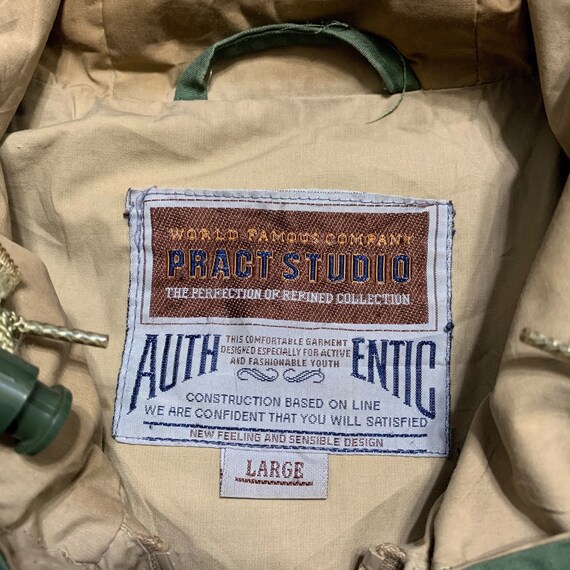 WORLD FAMOUS COMPANY
PRACT STUDIO
THE PERFECTION OF REFINED COLLECTION
AUTH ENTIC
THIS COMFORTABLE GARMENT
DESIGNED ESPECIALLY FOR ACTIVE
AND FASHIONABLE YOUTH
CONSTRUCTION BASED ON LINE
WE ARE CONFIDENT THAT YOU WILL SATISFIED
NEW FEELING AND SENSIBLE DESIGN
LARGE